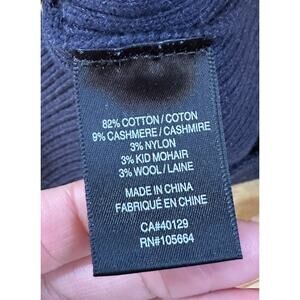 82% COTTON / COTON
9% CASHMERE / CASHMIRE
3% NYLON
3% KID MOHAIR
3% WOOL / LAINE
MADE IN CHINA
FABRIQUÉ EN CHINE
CA#40129
RN#105664